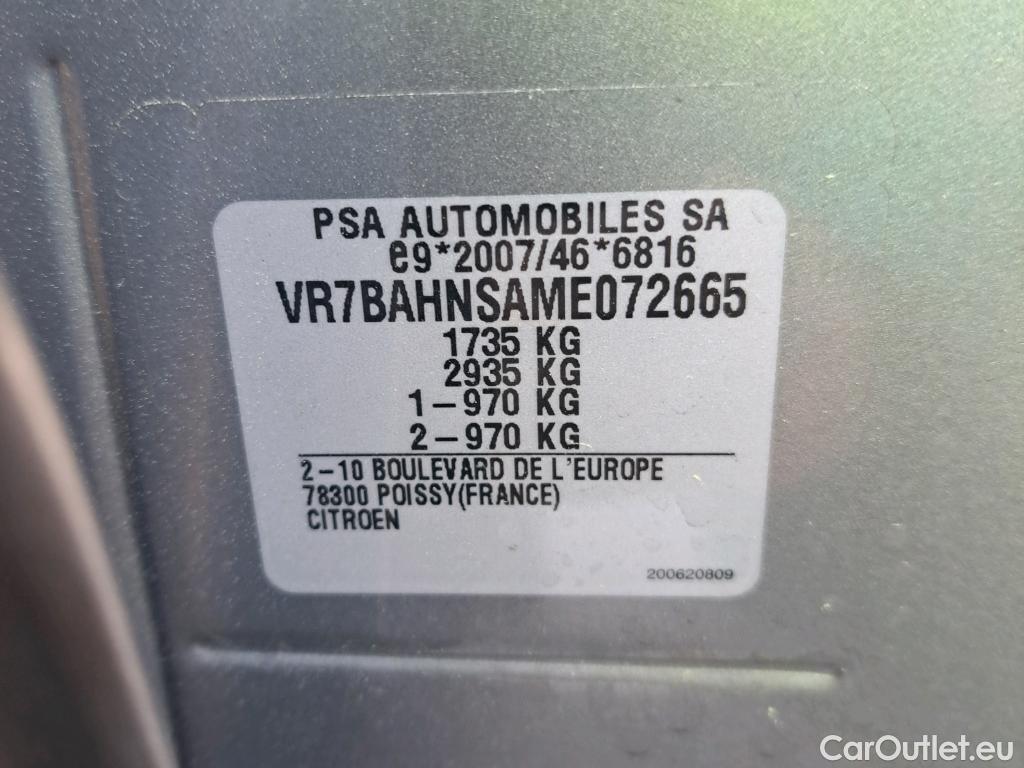 PSA AUTOMOBILES SA
e9*2007/46*6816
VR7BAHNSAME072665
1735 KG
2935 KG
1-970 KG
2-970 KG
2-10 BOULEVARD DE L'EUROPE
78300 POISSY(FRANCE)
CITROEN
200620809
CarOutlet.eu